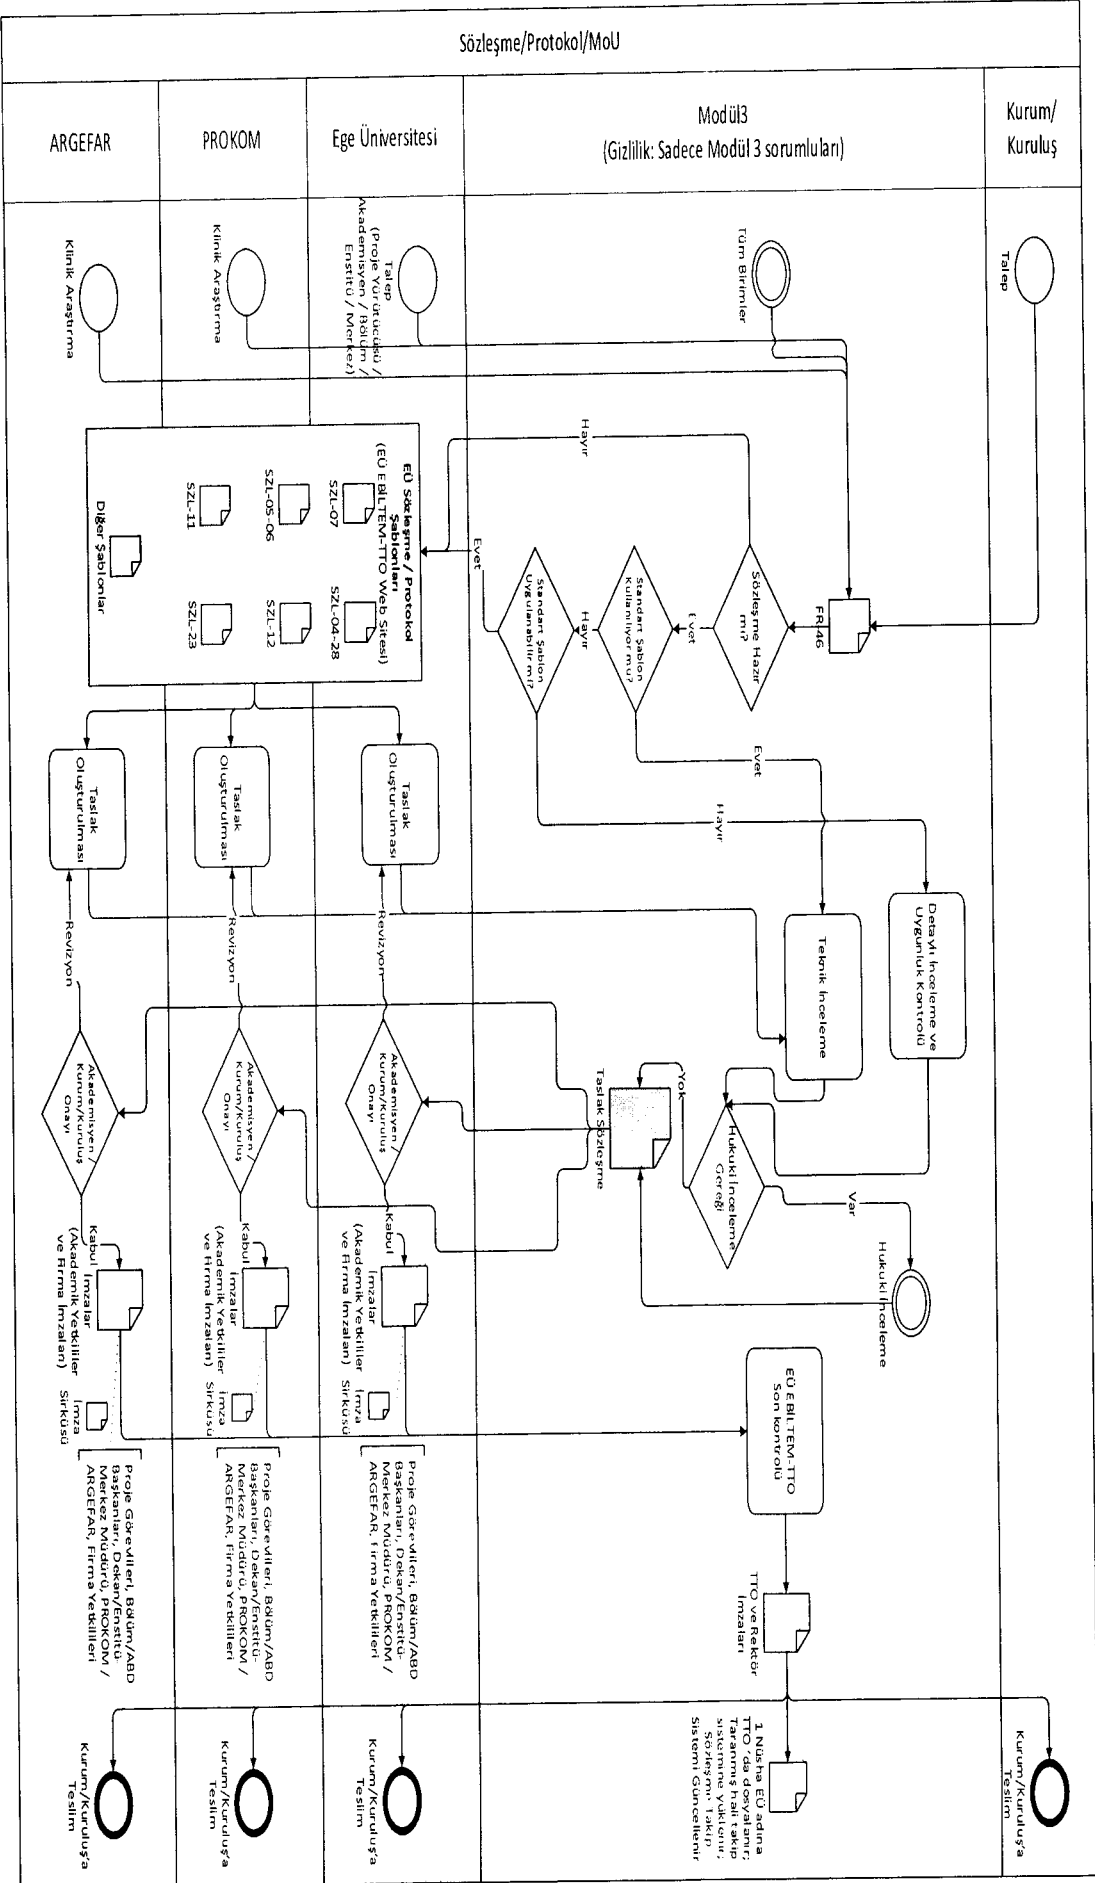 Sözleşme/Protokol/MoU
Kurum/
Kuruluş
Modül3
(Gizlilik: Sadece Modül 3 sorumluları)
Ege Üniversitesi
PROKOM
ARGEFAR
Talep
Tüm Birimler
Talep
(Proje Yürütücüsü /
Akademisyen / Bölüm /
Enstitü / Merkez)
Klinik Araştırma
Klinik Araştırma
FR-46
Sözleşme Hazır
mı?
Evet
Hayır
Standart Şablon
Kullanılıyor mu?
Evet
Hayır
Standart Şablon
Uygulanabilir mi?
Evet
Hayır
EÜ Sözleşme / Protokol
Şablonları
(EÜ EBİLTEM-TTO Web Sitesi)
SZL-07
SZL-04-28
SZL-05-06
SZL-12
SZL-11
SZL-23
Diğer Şablonlar
Taslak
Oluşturulması
Taslak
Oluşturulması
Taslak
Oluşturulması
Detaylı İnceleme ve
Uygunluk Kontrolü
Teknik İnceleme
Revizyon
Revizyon
Revizyon
Hukuki İnceleme
Gereği
Yok
Var
Hukuki İnceleme
Taslak Sözleşme
Akademisyen /
Kurum/Kuruluş
Onayı
Akademisyen /
Kurum/Kuruluş
Onayı
Akademisyen /
Kurum/Kuruluş
Onayı
Kabul
İmzalar
(Akademik Yetkililer
ve Firma İmzaları)
İmza
Sirküsü
Kabul
İmzalar
(Akademik Yetkililer
ve Firma İmzaları)
İmza
Sirküsü
Kabul
İmzalar
(Akademik Yetkililer
ve Firma İmzaları)
İmza
Sirküsü
EÜ EBİLTEM-TTO
Son kontrolü
Proje Görevlileri, Bölüm/ABD
Başkanları, Dekan/Enstitü-
Merkez Müdürü, PROKOM /
ARGEFAR, Firma Yetkilileri
Proje Görevlileri, Bölüm/ABD
Başkanları, Dekan/Enstitü-
Merkez Müdürü, PROKOM /
ARGEFAR, Firma Yetkilileri
Proje Görevlileri, Bölüm/ABD
Başkanları, Dekan/Enstitü-
Merkez Müdürü, PROKOM /
ARGEFAR, Firma Yetkilileri
TTO ve Rektör
İmzaları
1 Nüsha EÜ adına
TTO 'da dosyalanır;
Taranmış hali takip
sistemine yüklenir;
Sözleşme Takip
Sistemi Güncellenir
Kurum/Kuruluş'a
Teslim
Kurum/Kuruluş'a
Teslim
Kurum/Kuruluş'a
Teslim
Kurum/Kuruluş'a
Teslim